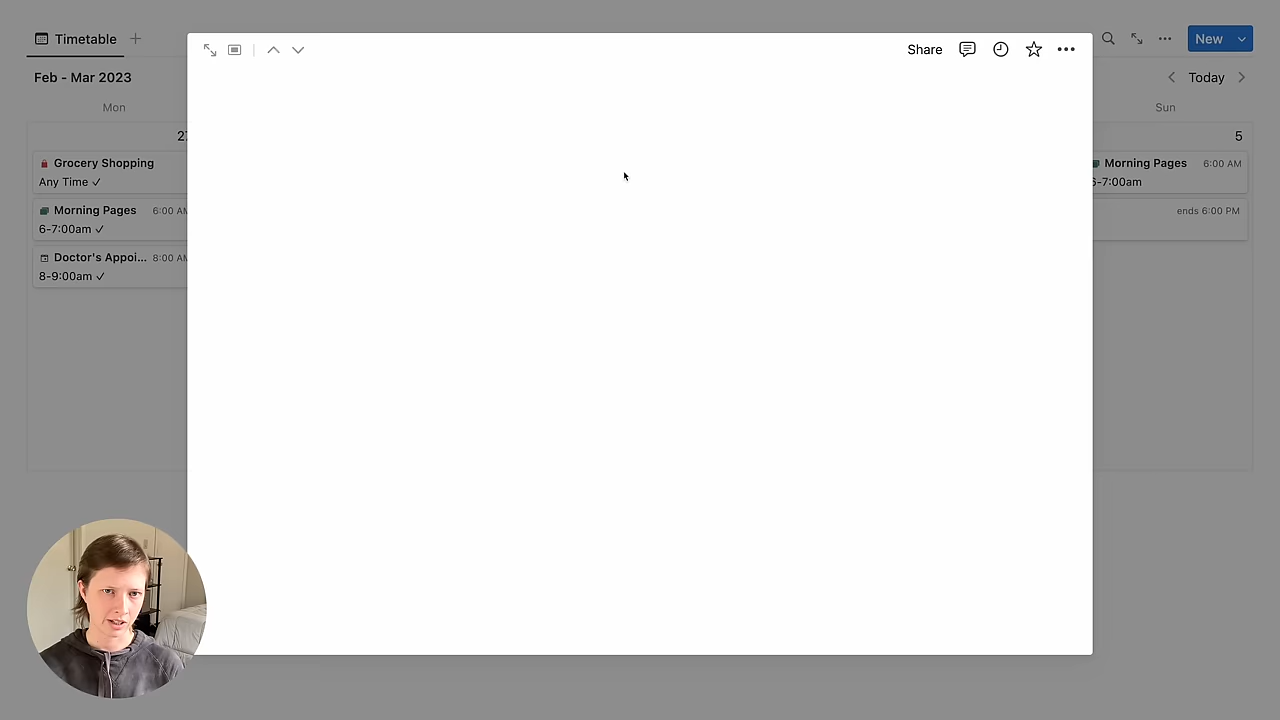 Timetable
Share
New
Feb - Mar 2023
Today
Mon
Sun
27
5
Grocery Shopping
Any Time ✓
Morning Pages 6:00 AM
6-7:00am ✓
Doctor's Appoi... 8:00 AM
8-9:00am ✓
Morning Pages 6:00 AM
6-7:00am
ends 6:00 PM